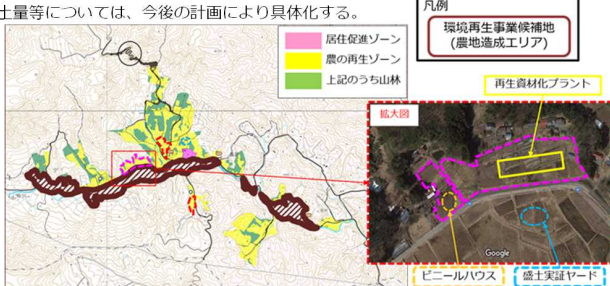 土量等については、今後の計画により具体化する。
凡例
環境再生事業候補地
(農地造成エリア)
居住促進ゾーン
農の再生ゾーン
上記のうち山林
再生資材化プラント
拡大図
Google
ビニールハウス
盛土実証ヤード